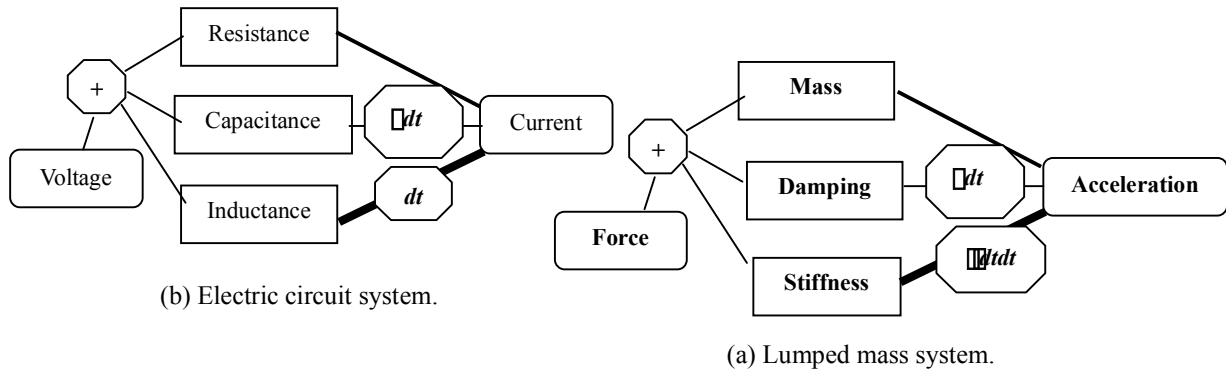 Resistance
+
Capacitance
▯dt
Current
Voltage
Inductance
dt
(b) Electric circuit system.
Mass
+
Damping
▯dt
Acceleration
Force
Stiffness
▯▯dtdt
(a) Lumped mass system.